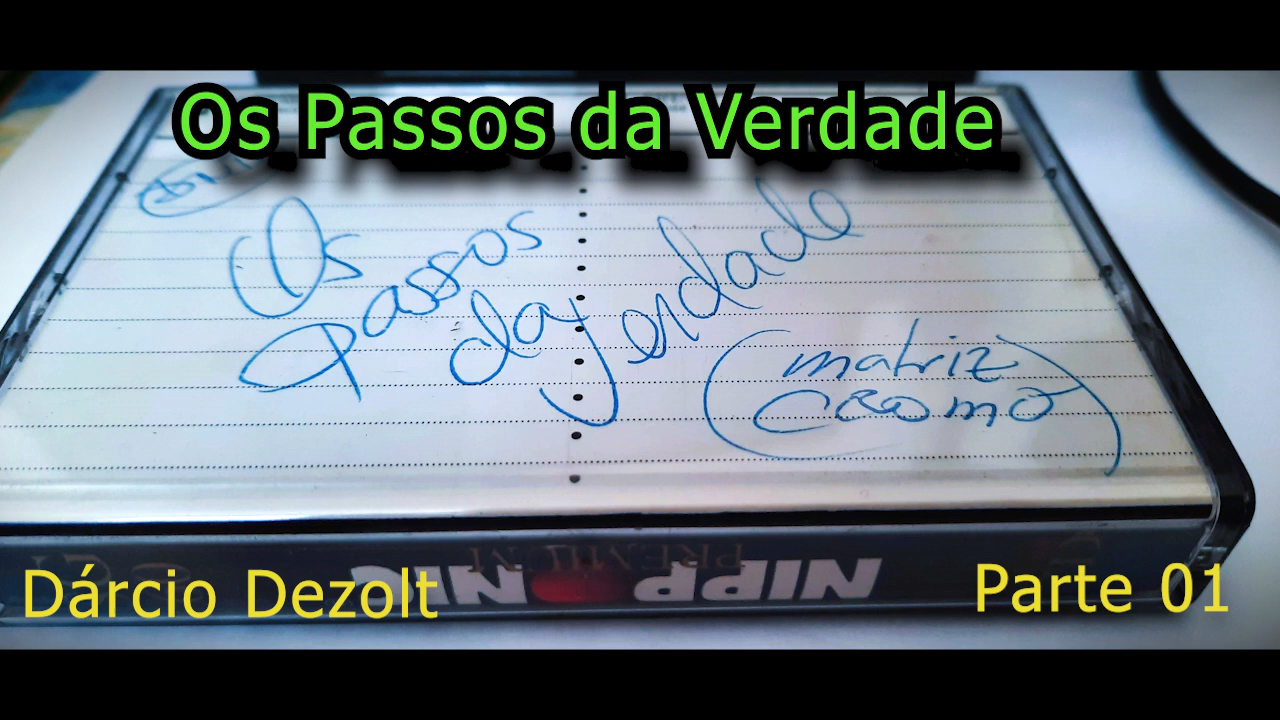 Os Passos da Verdade
Os
Passos
da Verdade
(matriz
CROMO)
PREMIUM
NIPPONIC
Dárcio Dezolt
Parte 01